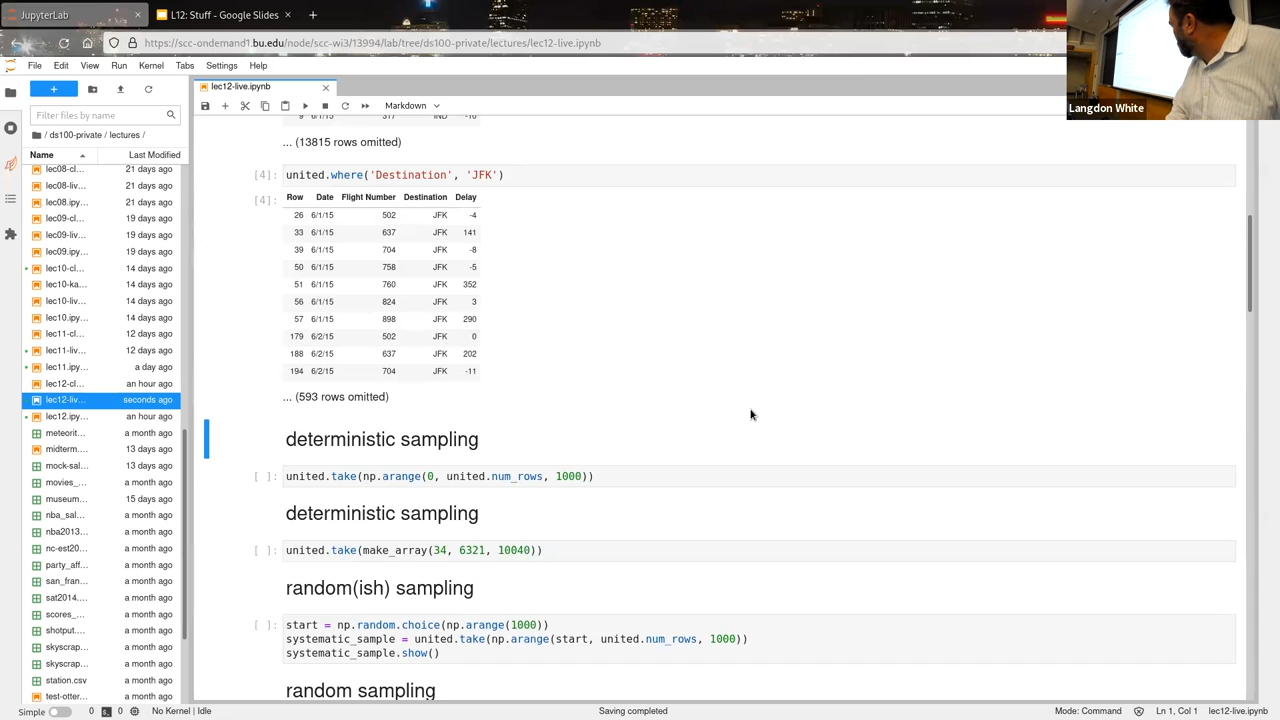 JupyterLab
L12: Stuff - Google Slides
https://scc-ondemand1.bu.edu/node/scc-wi3/13994/lab/tree/ds100-private/lectures/lec12-live.ipynb
Langdon White
File Edit View Run Kernel Tabs Settings Help
lec12-live.ipynb
Markdown
Filter files by name
/ ds100-private / lectures /
Name Last Modified
lec08-cl... 21 days ago
lec08-liv... 21 days ago
lec08.ipy... 21 days ago
lec09-cl... 19 days ago
lec09-liv... 19 days ago
lec09.ipy... 19 days ago
lec10-cl... 14 days ago
lec10-ka... 14 days ago
lec10-liv... 14 days ago
lec10.ipy... 14 days ago
lec11-cl... 12 days ago
lec11-liv... 12 days ago
lec11.ipy... a day ago
lec12-cl... an hour ago
lec12-liv... seconds ago
lec12.ipy... an hour ago
meteorit... a month ago
midterm.... 13 days ago
mock-sal... 13 days ago
movies_... a month ago
museum... 15 days ago
nba_sal... a month ago
nba2013... a month ago
nc-est20... a month ago
party_aff... a month ago
san_fran... a month ago
sat2014.... a month ago
scores_... a month ago
shotput.... a month ago
skyscrap... a month ago
skyscrap... a month ago
station.csv a month ago
test-otter... a month ago
9 6/1/15 317 IND -10
... (13815 rows omitted)
[4]: united.where('Destination', 'JFK')
[4]: Row Date Flight Number Destination Delay
26 6/1/15 502 JFK -4
33 6/1/15 637 JFK 141
39 6/1/15 704 JFK -8
50 6/1/15 758 JFK -5
51 6/1/15 760 JFK 352
56 6/1/15 824 JFK 3
57 6/1/15 898 JFK 290
179 6/2/15 502 JFK 0
188 6/2/15 637 JFK 202
194 6/2/15 704 JFK -11
... (593 rows omitted)
deterministic sampling
[ ]: united.take(np.arange(0, united.num_rows, 1000))
deterministic sampling
[ ]: united.take(make_array(34, 6321, 10040))
random(ish) sampling
[ ]: start = np.random.choice(np.arange(1000))
systematic_sample = united.take(np.arange(start, united.num_rows, 1000))
systematic_sample.show()
random sampling
Simple 0 0 No Kernel | Idle Saving completed Mode: Command Ln 1, Col 1 lec12-live.ipynb